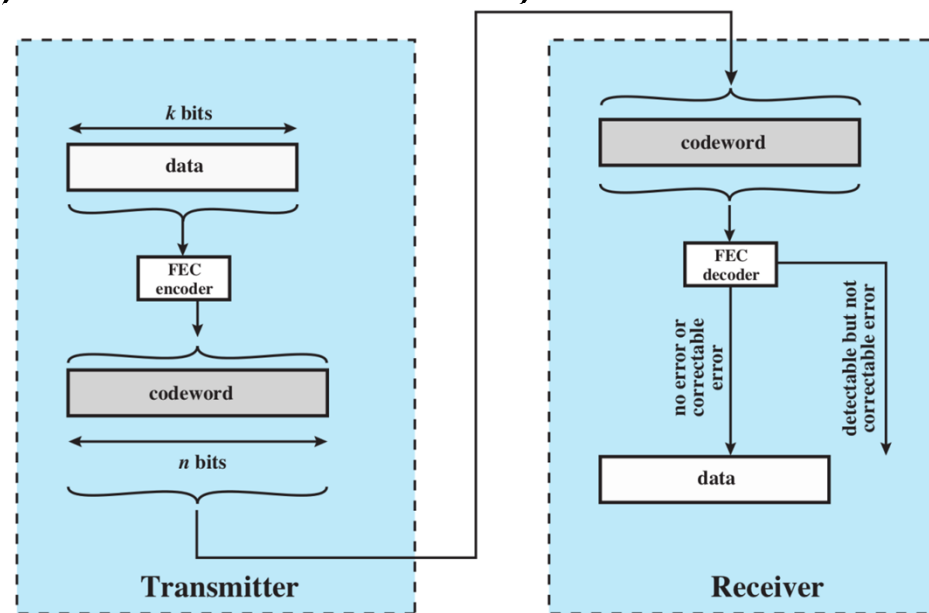 k bits
data
FEC
encoder
codeword
n bits
Transmitter
codeword
FEC
decoder
no error or
correctable
error
detectable but not
correctable error
data
Receiver